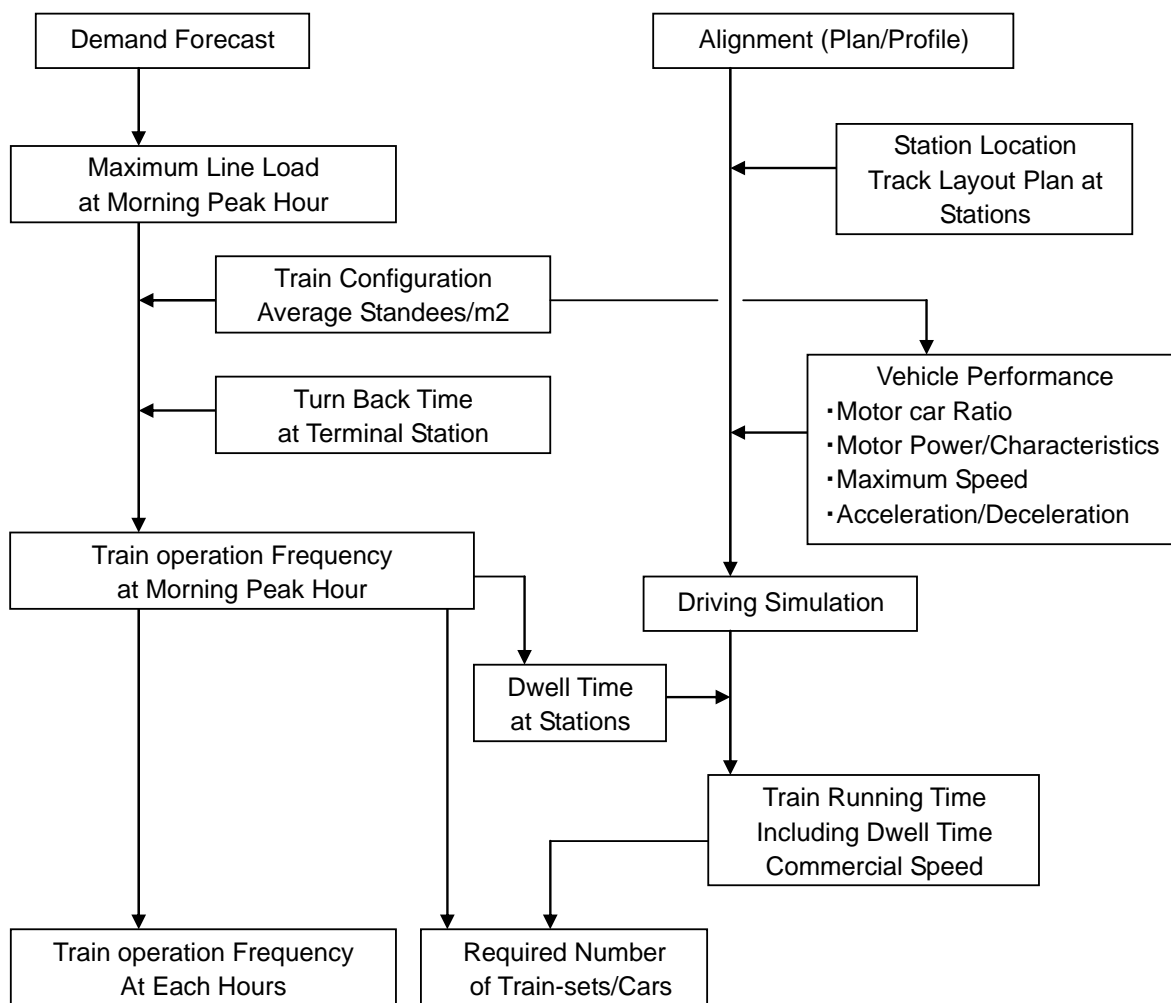 Demand Forecast
Alignment (Plan/Profile)
Maximum Line Load
at Morning Peak Hour
Station Location
Track Layout Plan at
Stations
Train Configuration
Average Standees/m2
Turn Back Time
at Terminal Station
Vehicle Performance
・Motor car Ratio
・Motor Power/Characteristics
・Maximum Speed
・Acceleration/Deceleration
Train operation Frequency
at Morning Peak Hour
Driving Simulation
Dwell Time
at Stations
Train Running Time
Including Dwell Time
Commercial Speed
Train operation Frequency
At Each Hours
Required Number
of Train-sets/Cars